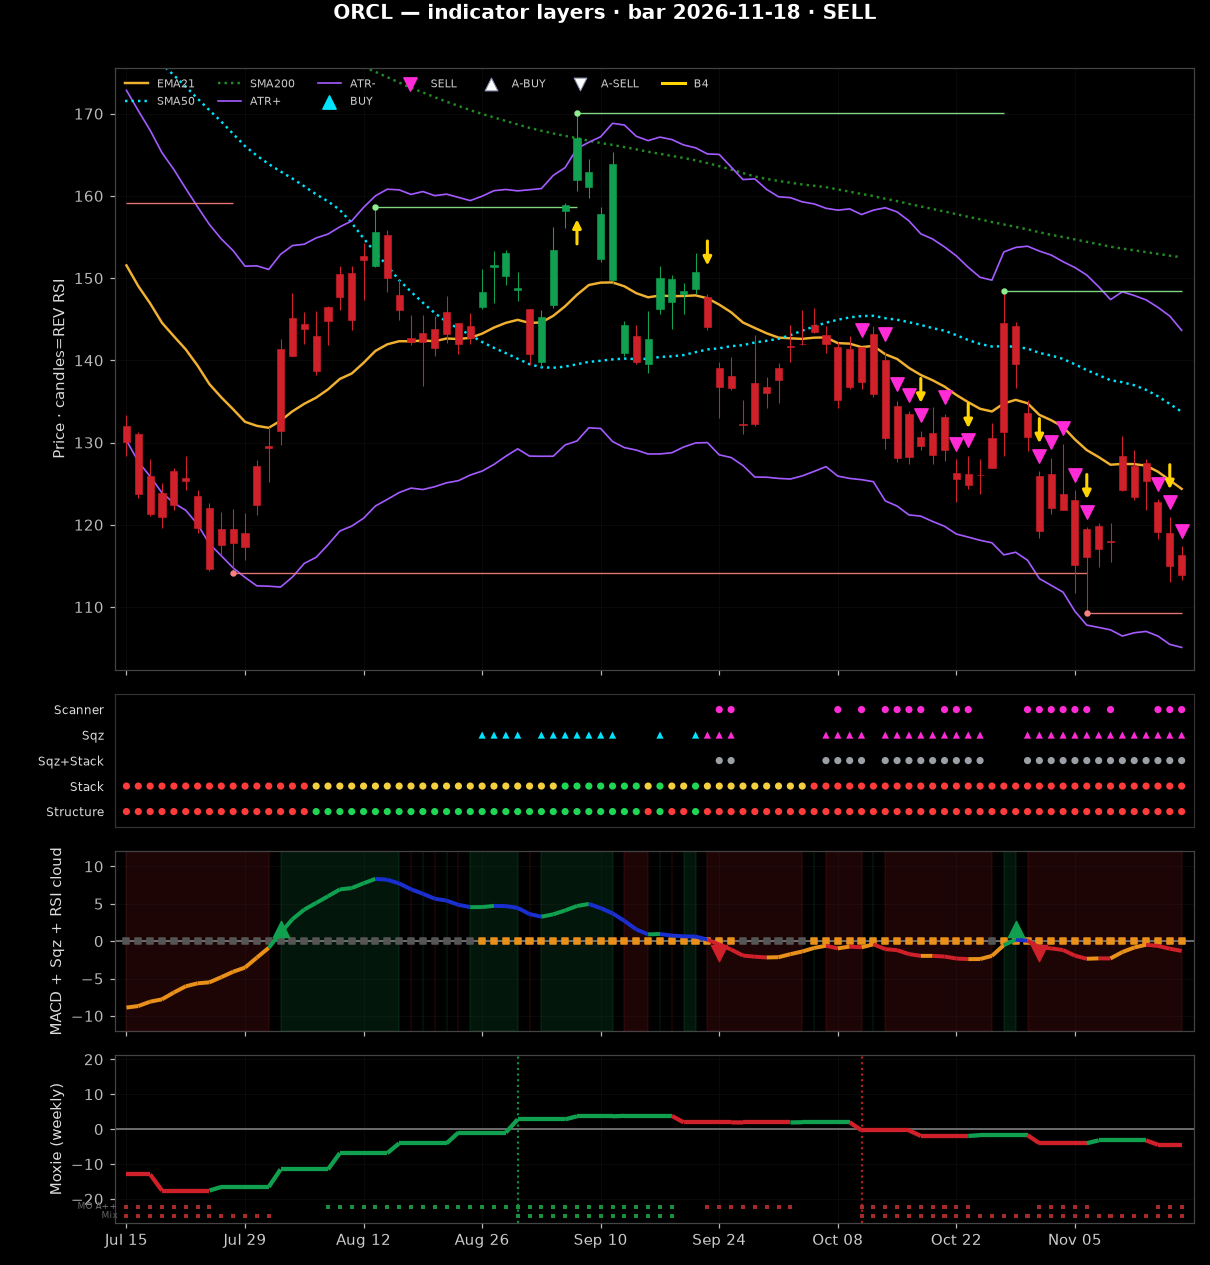 ORCL — indicator layers · bar 2026-11-18 · SELL
EMA21 SMA200 ATR- SELL A-BUY A-SELL B4
SMA50 ATR+ BUY
Price · candles=REV RSI
170
160
150
140
130
120
110
Scanner
Sqz
Sqz+Stack
Stack
Structure
MACD + Sqz + RSI cloud
10
5
0
−5
−10
Moxie (weekly)
20
10
0
−10
−20
Mix
Jul 15 Jul 29 Aug 12 Aug 26 Sep 10 Sep 24 Oct 08 Oct 22 Nov 05